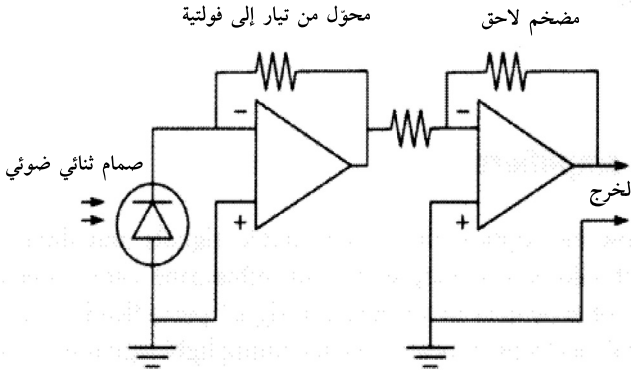 محوّل من تيار إلى فولتية
مضخم لاحق
صمام ثنائي ضوئي
لخرج
−
+
−
+